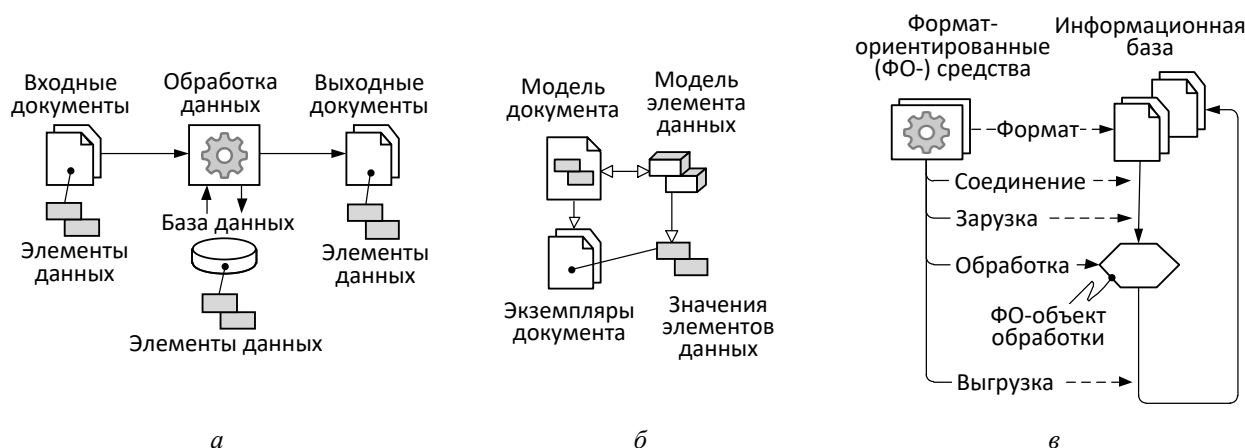 Входные
документы
Обработка
данных
Выходные
документы
База данных
Элементы
данных
Элементы
данных
Элементы данных
а
Модель
документа
Модель
элемента
данных
Экземпляры
документа
Значения
элементов
данных
б
Формат-
ориентированные
(ФО-) средства
Информационная
база
Формат
Соединение
Зарузка
Обработка
ФО-объект
обработки
Выгрузка
в